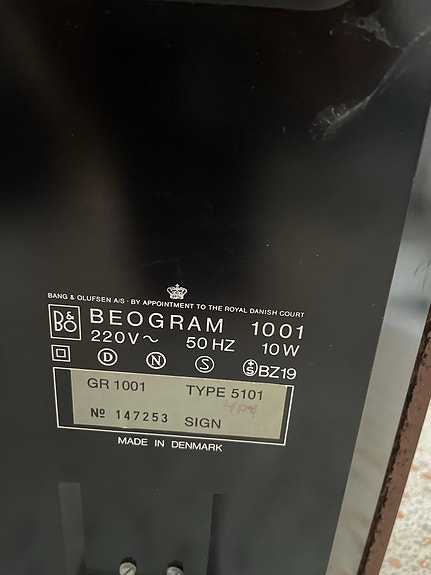 BANG & OLUFSEN A/S · BY APPOINTMENT TO THE ROYAL DANISH COURT
B&O BEOGRAM 1001
220V~ 50 HZ 10W
D N S S BZ19
GR 1001 TYPE 5101
Nº 147253 SIGN
MADE IN DENMARK